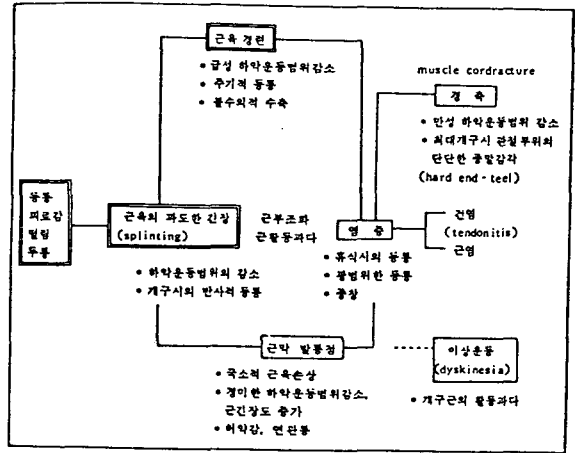 근육경련
• 급성 하악운동범위감소
• 주기적 동통
• 불수의적 수축
muscle cordracture
경축
• 만성 하악운동범위 감소
• 최대개구시 관절부위의
단단한 종말감각
(hard end-teel)
동통
피로감
떨림
두통
근육의 과도한 긴장
(splinting)
• 하악운동범위의 감소
• 개구시의 반사적 동통
근부조화
근활동과다
염증
• 휴식시의 동통
• 광범위한 동통
• 종창
건염
(tendonitis)
근염
근막 발통점
• 국소적 근육손상
• 경미한 하악운동범위감소,
근긴장도 증가
• 허약감, 연관통
이상운동
(dyskinesia)
• 개구근의 활동과다